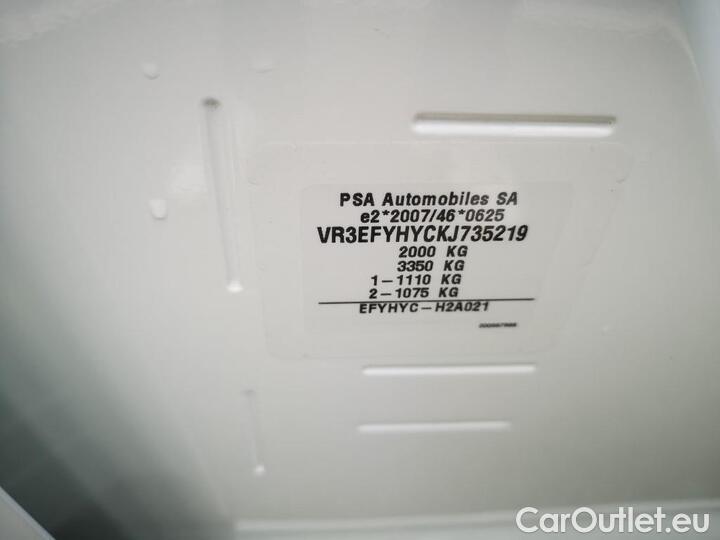 PSA Automobiles SA
e2*2007/46*0625
VR3EFYHYCKJ735219
2000 KG
3350 KG
1-1110 KG
2-1075 KG
EFYHYC-H2A021
CarOutlet.eu